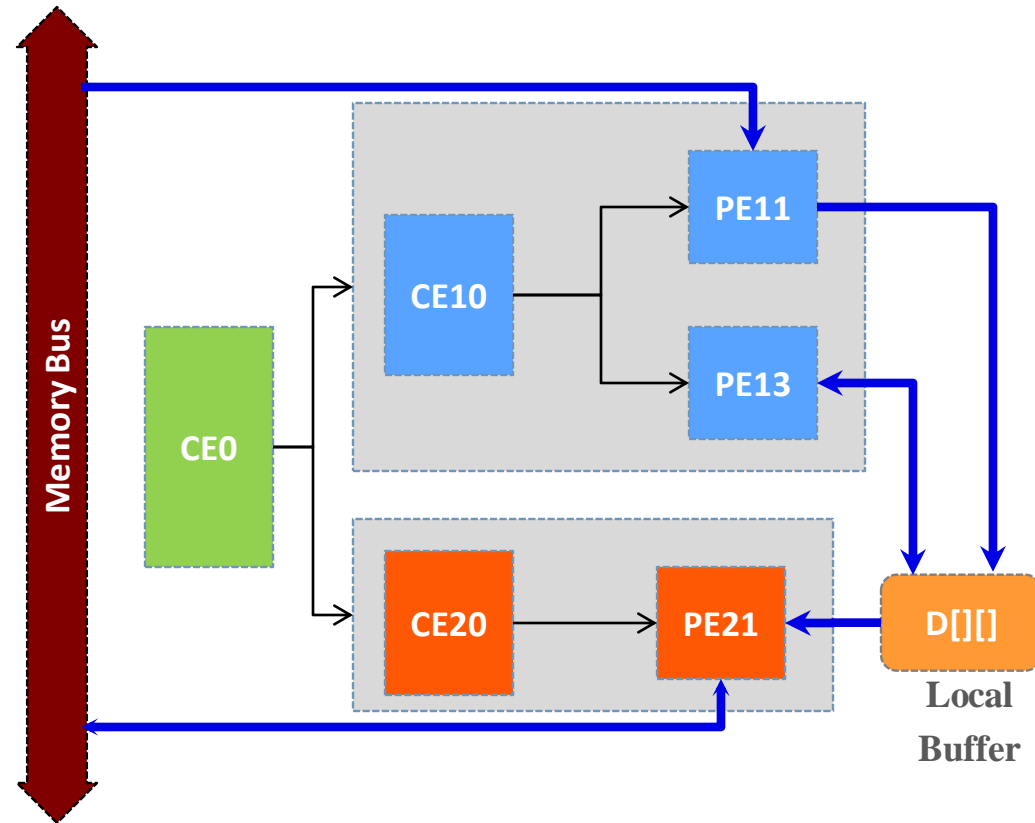 Memory Bus
CE0
CE10
PE11
PE13
CE20
PE21
D[][]
Local
Buffer